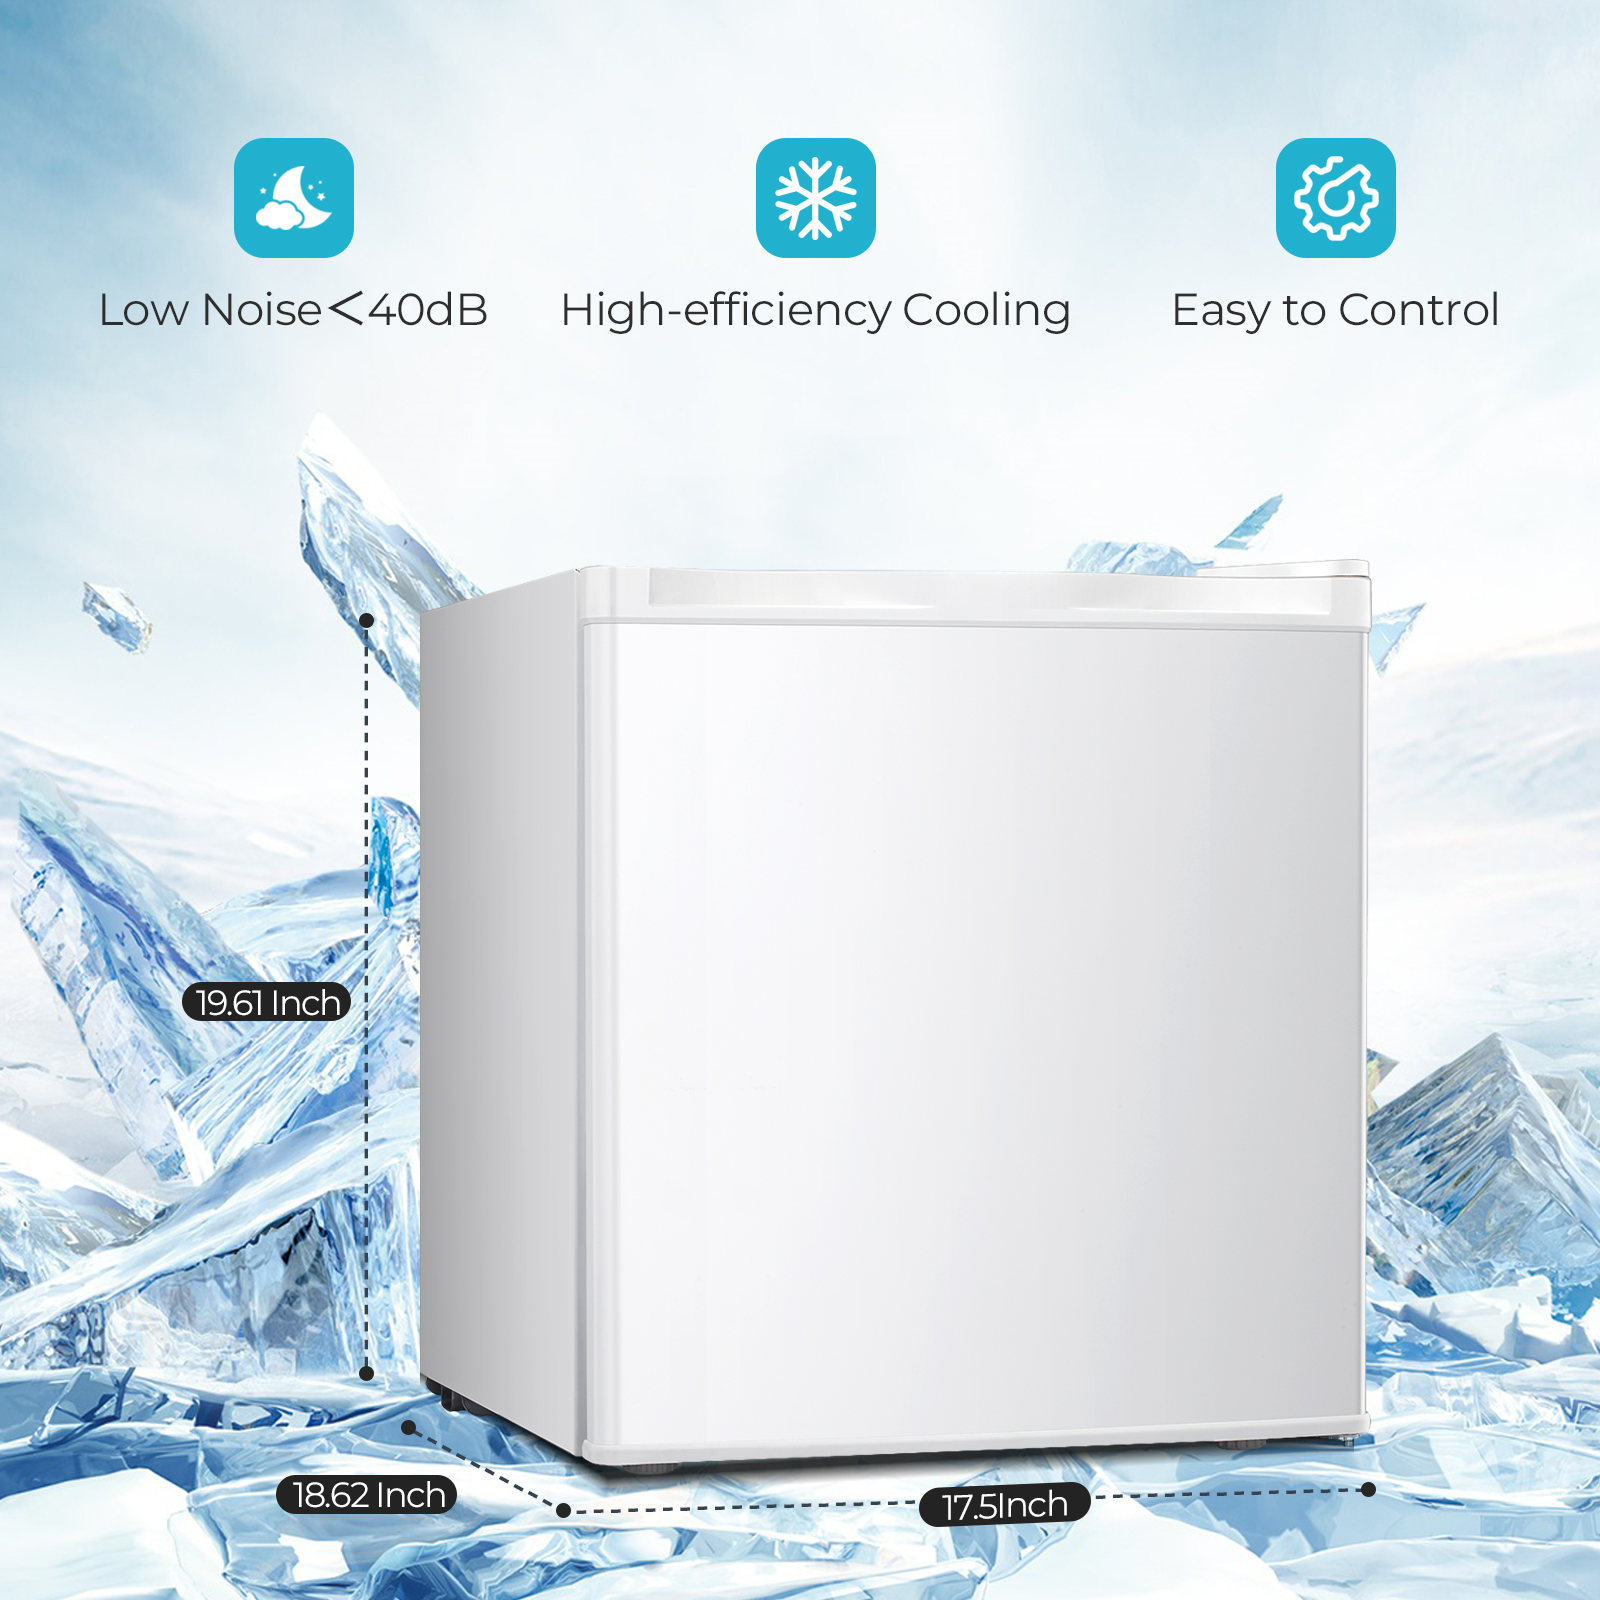 Low Noise<40dB
High-efficiency Cooling
Easy to Control
19.61 Inch
18.62 Inch
17.5Inch